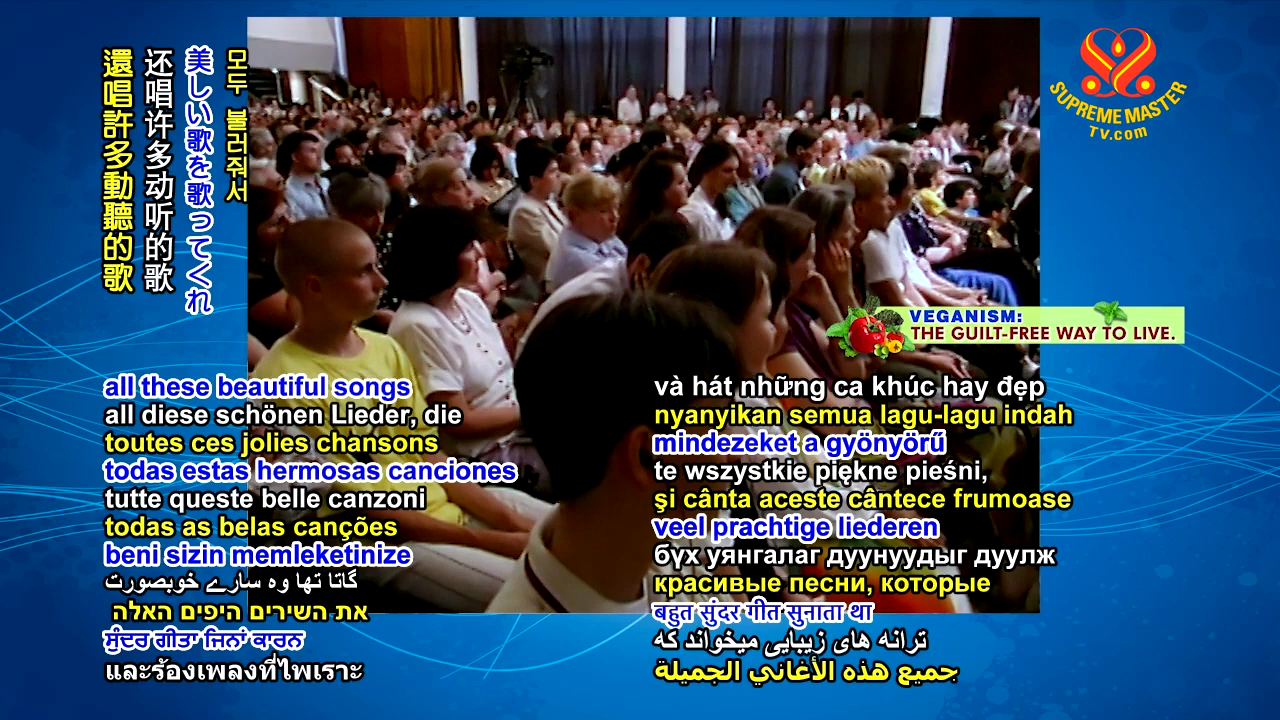 還唱許多動聽的歌
还唱许多动听的歌
美しい歌を歌ってくれ
모두 불러줘서
SUPREME MASTER
TV.com
VEGANISM:
THE GUILT-FREE WAY TO LIVE.
all these beautiful songs
all diese schönen Lieder, die
toutes ces jolies chansons
todas estas hermosas canciones
tutte queste belle canzoni
todas as belas canções
beni sizin memleketinize
گاتا تھا وہ سارے خوبصورت
את השירים היפים האלה
ਸੁੰਦਰ ਗੀਤਾ ਜਿਨਾਂ ਕਾਰਨ
และร้องเพลงที่ไพเราะ
và hát những ca khúc hay đẹp
nyanyikan semua lagu-lagu indah
mindezeket a gyönyörű
te wszystkie piękne pieśni,
şi cânta aceste cântece frumoase
veel prachtige liederen
бүх уянгалаг дуунуудыг дуулж
красивые песни, которые
बहुत सुंदर गीत सुनाता था
ترانه های زیبایی میخواند که
جميع هذه الأغاني الجميلة